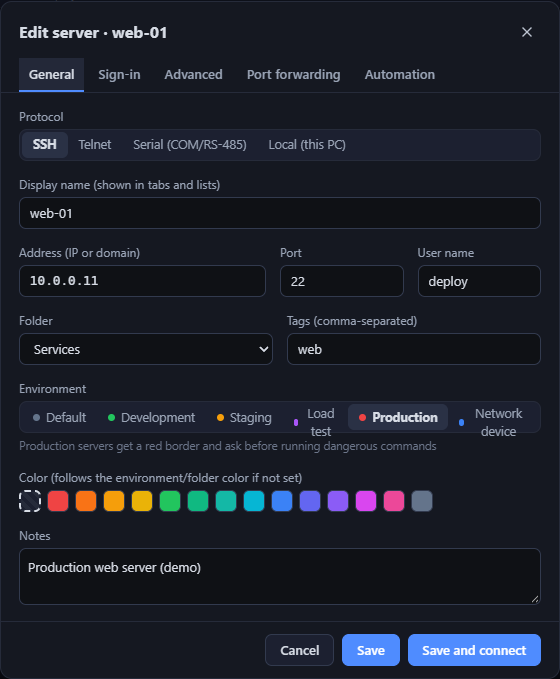 Edit server · web-01
General Sign-in Advanced Port forwarding Automation
Protocol
SSH Telnet Serial (COM/RS-485) Local (this PC)
Display name (shown in tabs and lists)
web-01
Address (IP or domain) Port User name
10.0.0.11 22 deploy
Folder Tags (comma-separated)
Services web
Environment
Default Development Staging Load test Production Network device
Production servers get a red border and ask before running dangerous commands
Color (follows the environment/folder color if not set)
Notes
Production web server (demo)
Cancel Save Save and connect